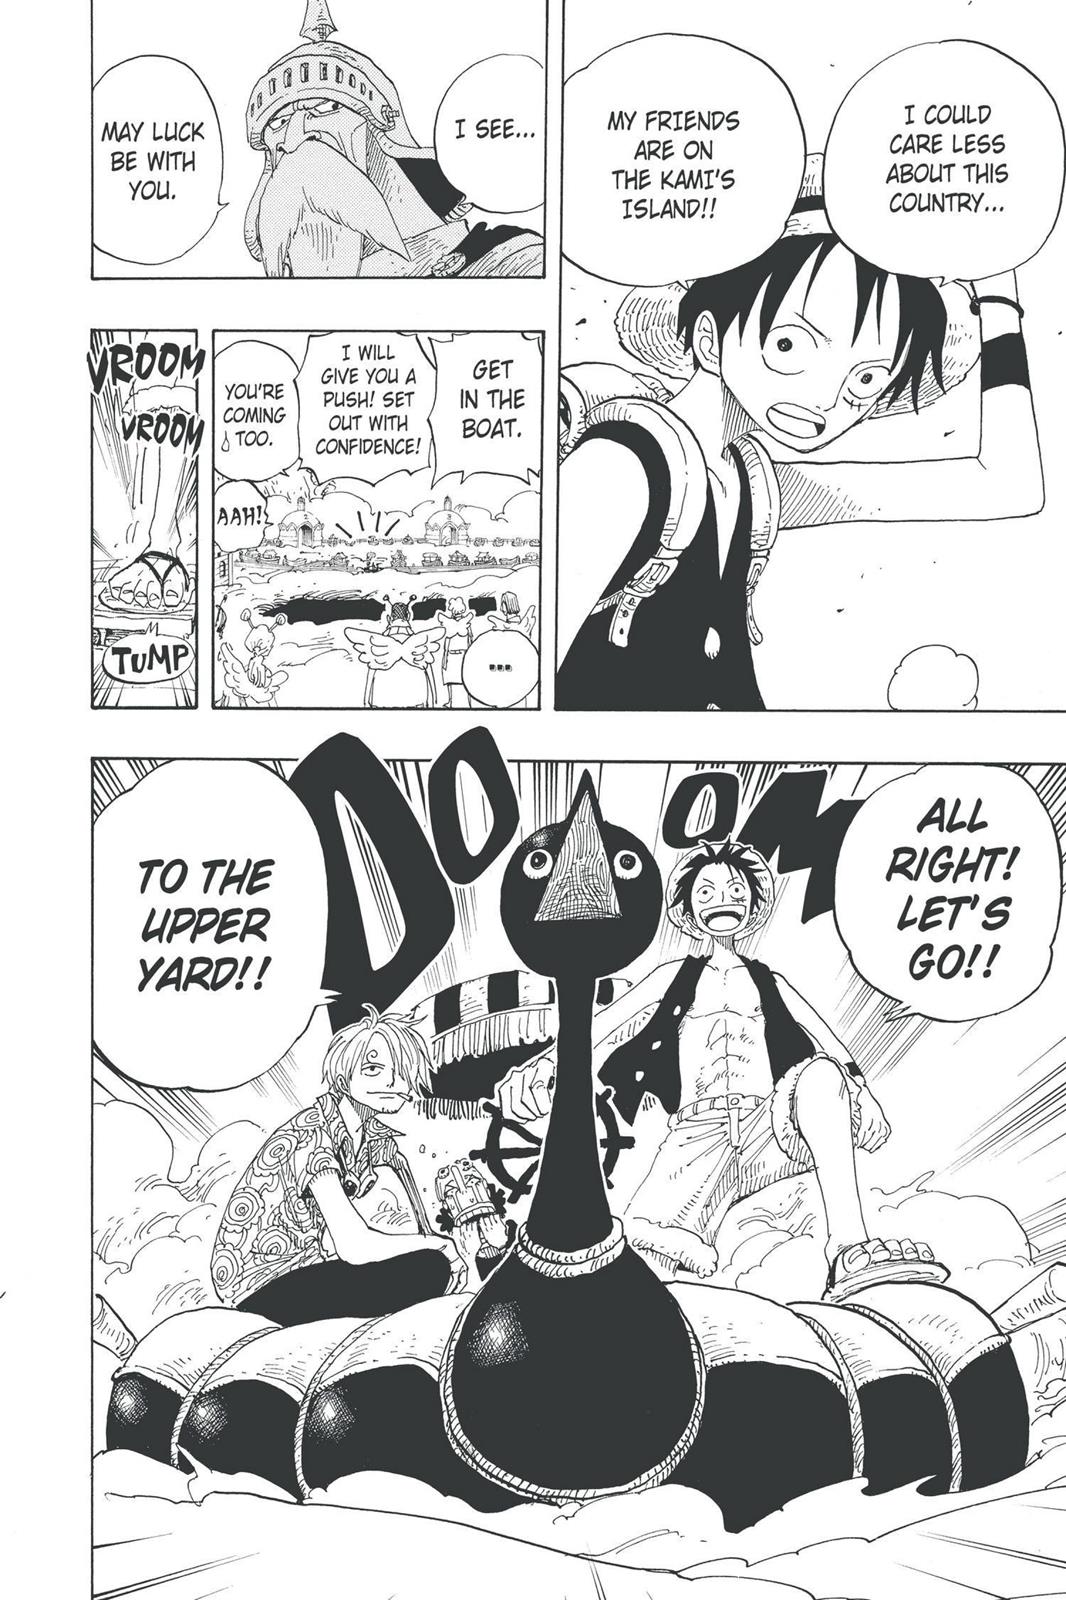 I COULD
CARE LESS
ABOUT THIS
COUNTRY...
MY FRIENDS
ARE ON
THE KAMI'S
ISLAND!!
I SEE...
MAY LUCK
BE WITH
YOU.
GET
IN THE
BOAT.
I WILL
GIVE YOU A
PUSH! SET
OUT WITH
CONFIDENCE!
YOU'RE
COMING
TOO.
AAH!
...
VROOM
VROOM
TUMP
DOOM
ALL
RIGHT!
LET'S
GO!!
TO THE
UPPER
YARD!!